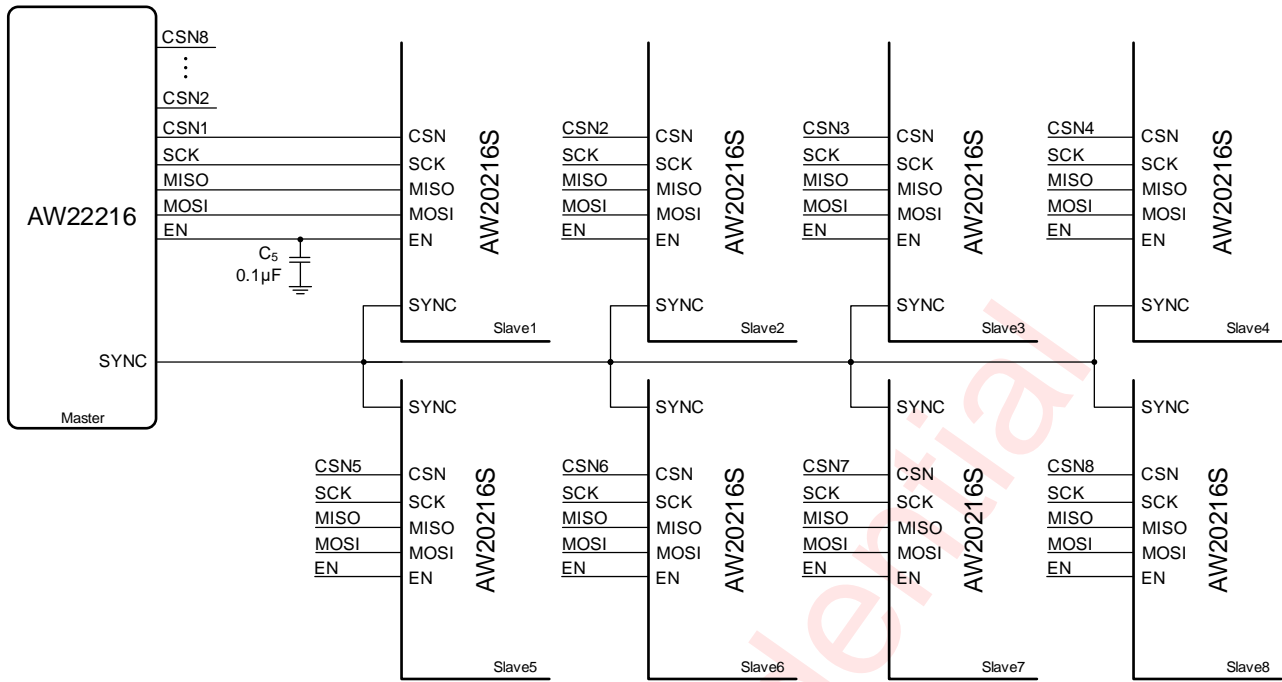 AW22216
Master
CSN8
CSN2
CSN1
SCK
MISO
MOSI
EN
SYNC
C5
0.1µF
CSN
SCK
MISO
MOSI
EN
SYNC
AW20216S
Slave1
CSN2
SCK
MISO
MOSI
EN
CSN
SCK
MISO
MOSI
EN
SYNC
AW20216S
Slave2
CSN3
SCK
MISO
MOSI
EN
CSN
SCK
MISO
MOSI
EN
SYNC
AW20216S
Slave3
CSN4
SCK
MISO
MOSI
EN
CSN
SCK
MISO
MOSI
EN
SYNC
AW20216S
Slave4
CSN5
SCK
MISO
MOSI
EN
SYNC
CSN
SCK
MISO
MOSI
EN
AW20216S
Slave5
CSN6
SCK
MISO
MOSI
EN
SYNC
CSN
SCK
MISO
MOSI
EN
AW20216S
Slave6
CSN7
SCK
MISO
MOSI
EN
SYNC
CSN
SCK
MISO
MOSI
EN
AW20216S
Slave7
CSN8
SCK
MISO
MOSI
EN
SYNC
CSN
SCK
MISO
MOSI
EN
AW20216S
Slave8
dential